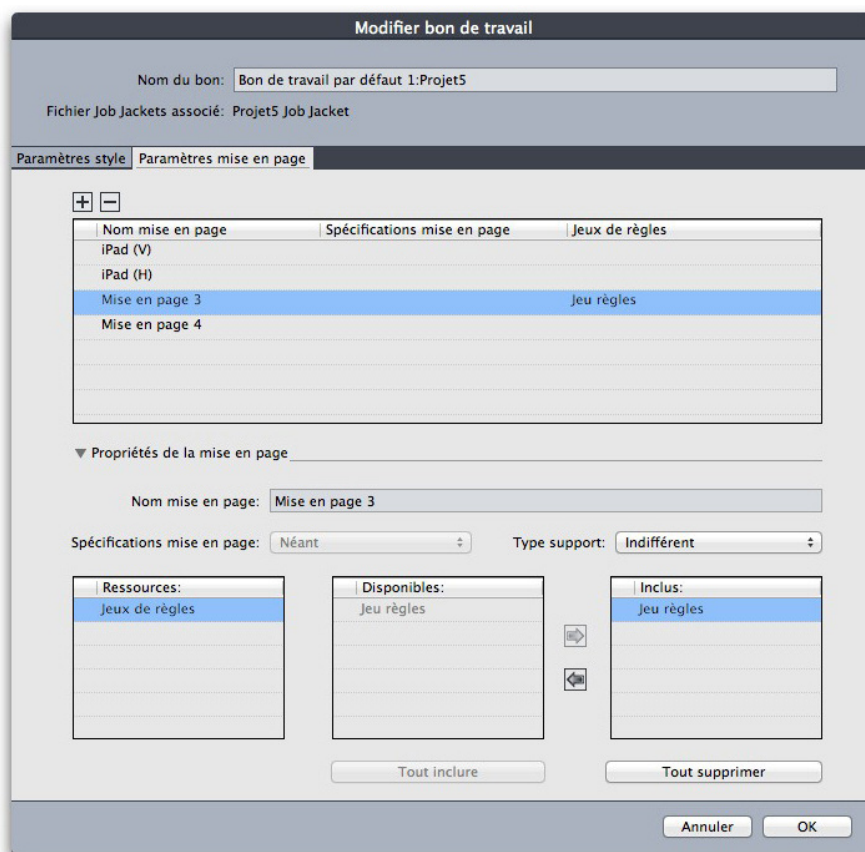 Modifier bon de travail
Nom du bon: Bon de travail par défaut 1:Projet5
Fichier Job Jackets associé: Projet5 Job Jacket
Paramètres style Paramètres mise en page
Nom mise en page Spécifications mise en page Jeux de règles
iPad (V)
iPad (H)
Mise en page 3 Jeu règles
Mise en page 4
Propriétés de la mise en page
Nom mise en page: Mise en page 3
Spécifications mise en page: Néant Type support: Indifférent
Ressources: Disponibles: Inclus:
Jeux de règles Jeu règles Jeu règles
Tout inclure Tout supprimer
Annuler OK